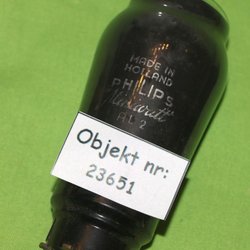 MADE IN
HOLLAND
PHILIPS
Miniwatt
Objekt nr:
23651